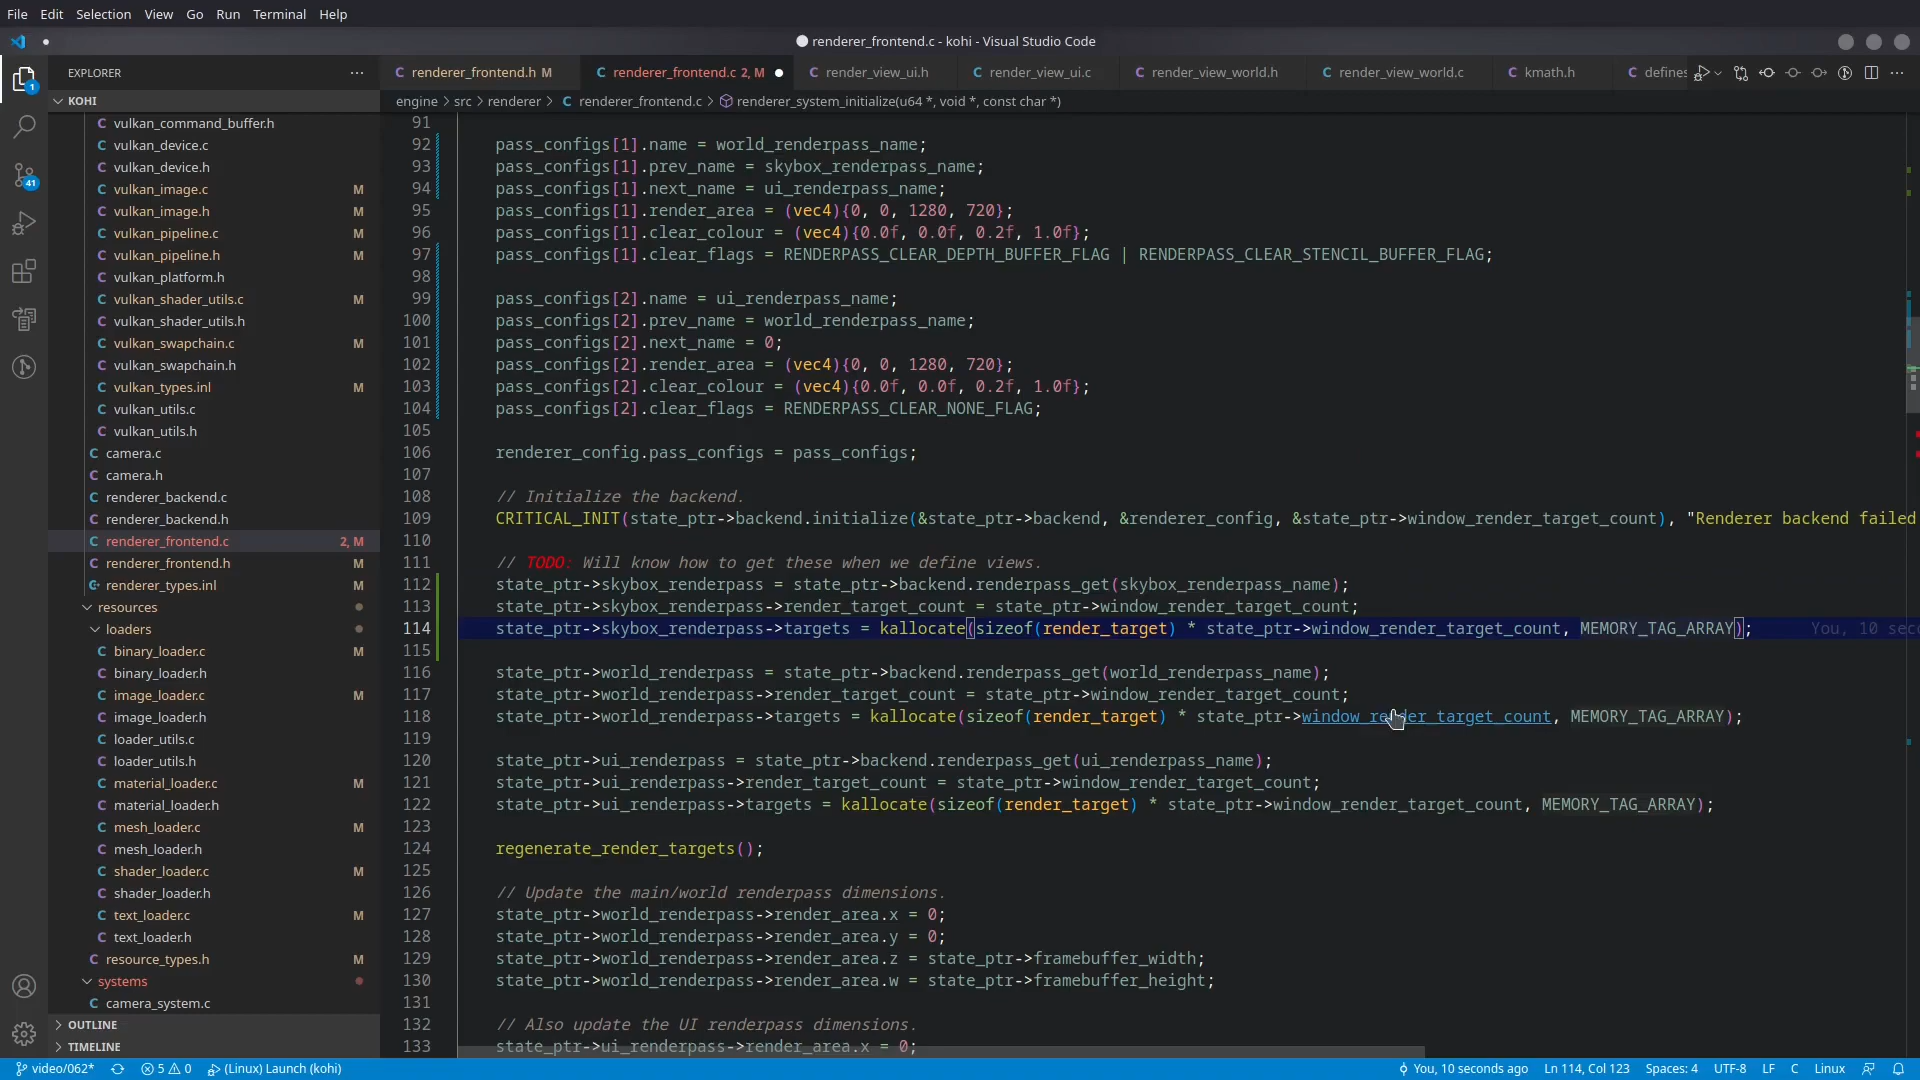 File Edit Selection View Go Run Terminal Help
renderer_frontend.c - kohi - Visual Studio Code
EXPLORER
renderer_frontend.h M
renderer_frontend.c 2, M
render_view_ui.h
render_view_ui.c
render_view_world.h
render_view_world.c
kmath.h
defines
KOHI
engine > src > renderer > C renderer_frontend.c > renderer_system_initialize(u64 *, void *, const char *)
1
41
C vulkan_command_buffer.h
C vulkan_device.c
C vulkan_device.h
C vulkan_image.c M
C vulkan_image.h M
C vulkan_pipeline.c M
C vulkan_pipeline.h M
C vulkan_platform.h
C vulkan_shader_utils.c M
C vulkan_shader_utils.h
C vulkan_swapchain.c M
C vulkan_swapchain.h
C vulkan_types.inl M
C vulkan_utils.c
C vulkan_utils.h
C camera.c
C camera.h
C renderer_backend.c
C renderer_backend.h
C renderer_frontend.c 2, M
C renderer_frontend.h M
C renderer_types.inl M
resources
loaders
C binary_loader.c M
C binary_loader.h
C image_loader.c M
C image_loader.h
C loader_utils.c
C loader_utils.h
C material_loader.c M
C material_loader.h
C mesh_loader.c M
C mesh_loader.h
C shader_loader.c M
C shader_loader.h
C text_loader.c M
C text_loader.h
C resource_types.h M
systems
C camera_system.c
OUTLINE
TIMELINE
91
92 pass_configs[1].name = world_renderpass_name;
93 pass_configs[1].prev_name = skybox_renderpass_name;
94 pass_configs[1].next_name = ui_renderpass_name;
95 pass_configs[1].render_area = (vec4){0, 0, 1280, 720};
96 pass_configs[1].clear_colour = (vec4){0.0f, 0.0f, 0.2f, 1.0f};
97 pass_configs[1].clear_flags = RENDERPASS_CLEAR_DEPTH_BUFFER_FLAG | RENDERPASS_CLEAR_STENCIL_BUFFER_FLAG;
98
99 pass_configs[2].name = ui_renderpass_name;
100 pass_configs[2].prev_name = world_renderpass_name;
101 pass_configs[2].next_name = 0;
102 pass_configs[2].render_area = (vec4){0, 0, 1280, 720};
103 pass_configs[2].clear_colour = (vec4){0.0f, 0.0f, 0.2f, 1.0f};
104 pass_configs[2].clear_flags = RENDERPASS_CLEAR_NONE_FLAG;
105
106 renderer_config.pass_configs = pass_configs;
107
108 // Initialize the backend.
109 CRITICAL_INIT(state_ptr->backend.initialize(&state_ptr->backend, &renderer_config, &state_ptr->window_render_target_count), "Renderer backend failed
110
111 // TODO: Will know how to get these when we define views.
112 state_ptr->skybox_renderpass = state_ptr->backend.renderpass_get(skybox_renderpass_name);
113 state_ptr->skybox_renderpass->render_target_count = state_ptr->window_render_target_count;
114 state_ptr->skybox_renderpass->targets = kallocate(sizeof(render_target) * state_ptr->window_render_target_count, MEMORY_TAG_ARRAY); You, 10 seco
115
116 state_ptr->world_renderpass = state_ptr->backend.renderpass_get(world_renderpass_name);
117 state_ptr->world_renderpass->render_target_count = state_ptr->window_render_target_count;
118 state_ptr->world_renderpass->targets = kallocate(sizeof(render_target) * state_ptr->window_render_target_count, MEMORY_TAG_ARRAY);
119
120 state_ptr->ui_renderpass = state_ptr->backend.renderpass_get(ui_renderpass_name);
121 state_ptr->ui_renderpass->render_target_count = state_ptr->window_render_target_count;
122 state_ptr->ui_renderpass->targets = kallocate(sizeof(render_target) * state_ptr->window_render_target_count, MEMORY_TAG_ARRAY);
123
124 regenerate_render_targets();
125
126 // Update the main/world renderpass dimensions.
127 state_ptr->world_renderpass->render_area.x = 0;
128 state_ptr->world_renderpass->render_area.y = 0;
129 state_ptr->world_renderpass->render_area.z = state_ptr->framebuffer_width;
130 state_ptr->world_renderpass->render_area.w = state_ptr->framebuffer_height;
131
132 // Also update the UI renderpass dimensions.
133 state_ptr->ui_renderpass->render_area.x = 0;
video/062* 5 0 (Linux) Launch (kohi) You, 10 seconds ago Ln 114, Col 123 Spaces: 4 UTF-8 LF C Linux